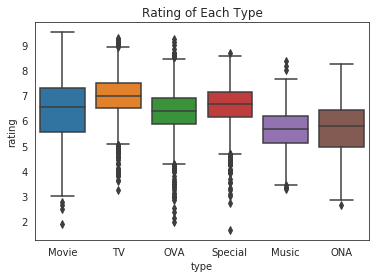 Rating of Each Type
rating
9
8
7
6
5
4
3
2
Movie TV OVA Special Music ONA
type